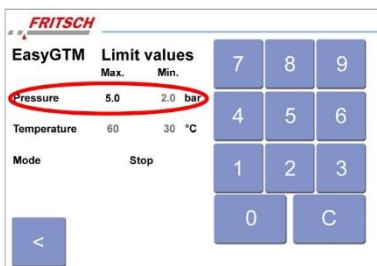 FRITSCH
EasyGTM Limit values
Max. Min.
Pressure 5.0 2.0 bar
Temperature 60 30 °C
Mode Stop
7 8 9
4 5 6
1 2 3
0 C
<